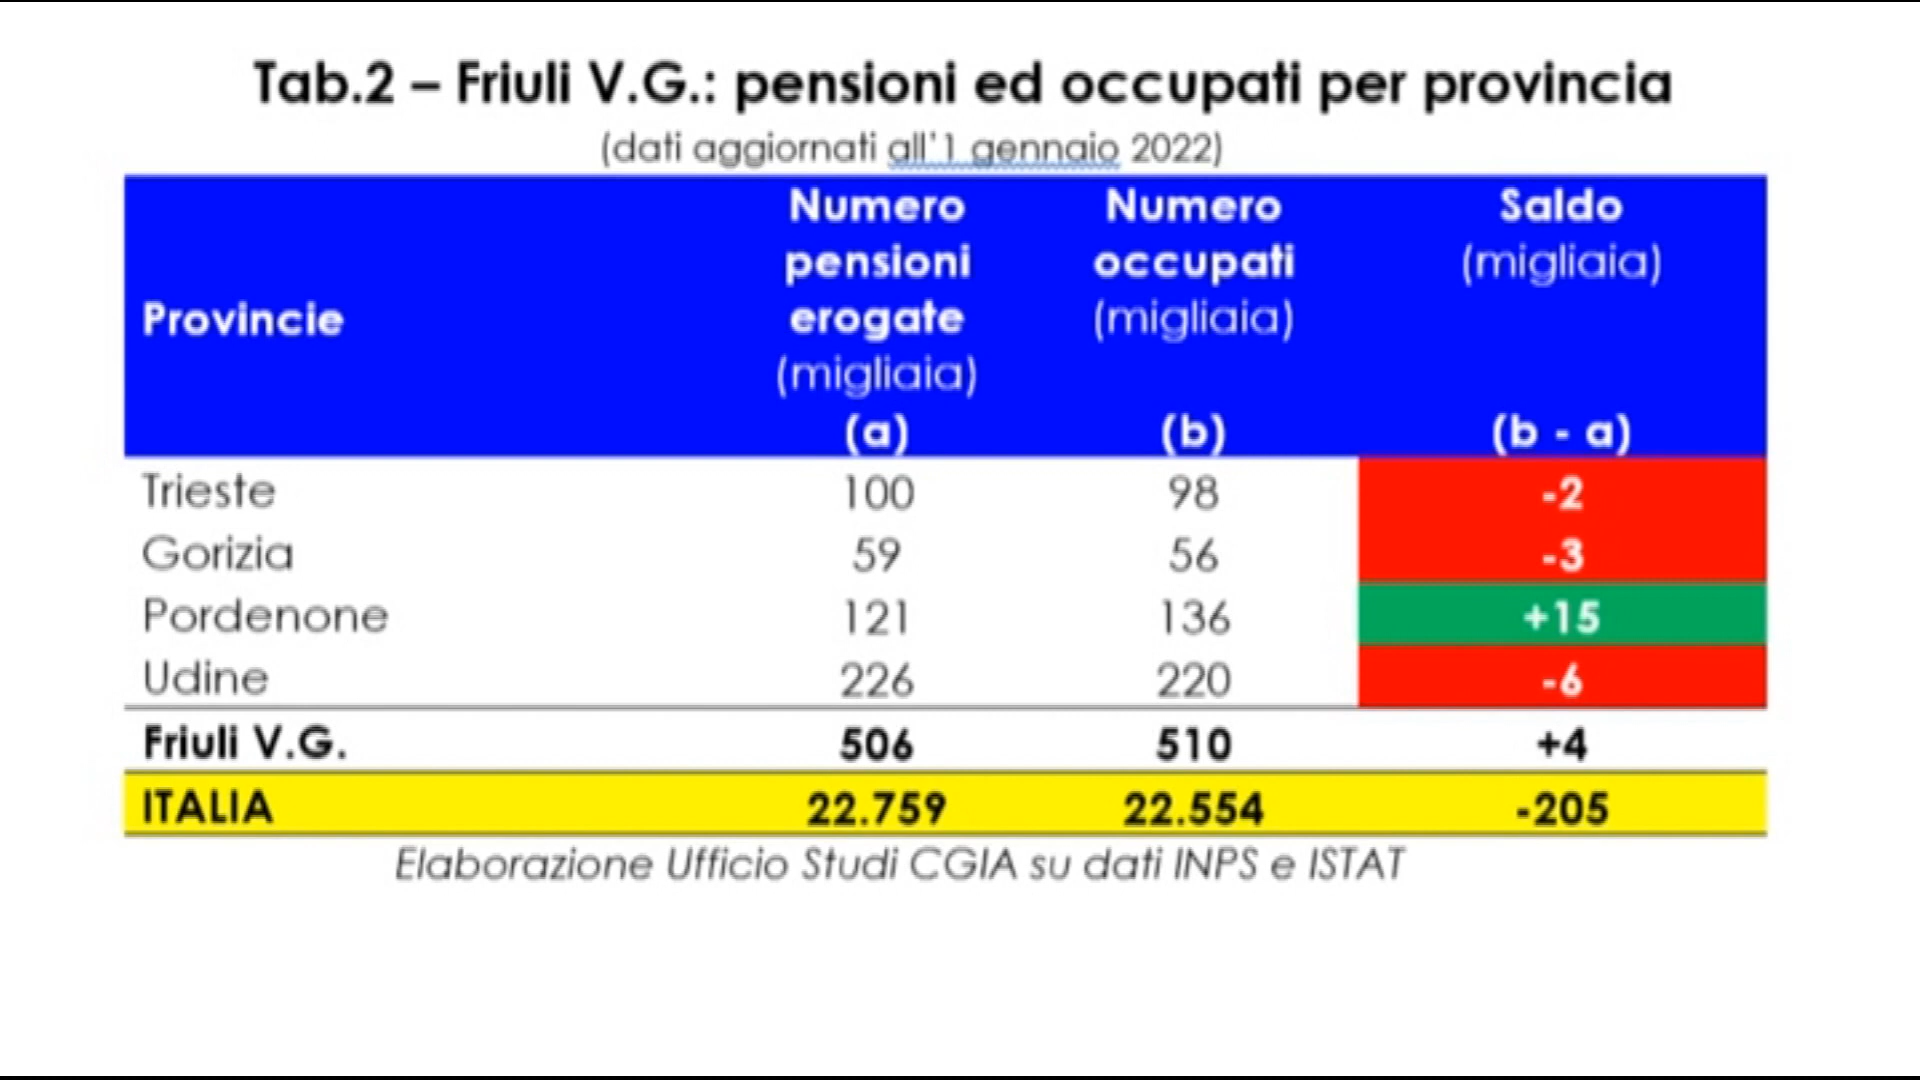 Tab.2 – Friuli V.G.: pensioni ed occupati per provincia
(dati aggiornati all'1 gennaio 2022)
Provincie
Numero
pensioni
erogate
(migliaia)
(a)
Numero
occupati
(migliaia)
(b)
Saldo
(migliaia)
(b - a)
Trieste 100 98 -2
Gorizia 59 56 -3
Pordenone 121 136 +15
Udine 226 220 -6
Friuli V.G. 506 510 +4
ITALIA 22.759 22.554 -205
Elaborazione Ufficio Studi CGIA su dati INPS e ISTAT